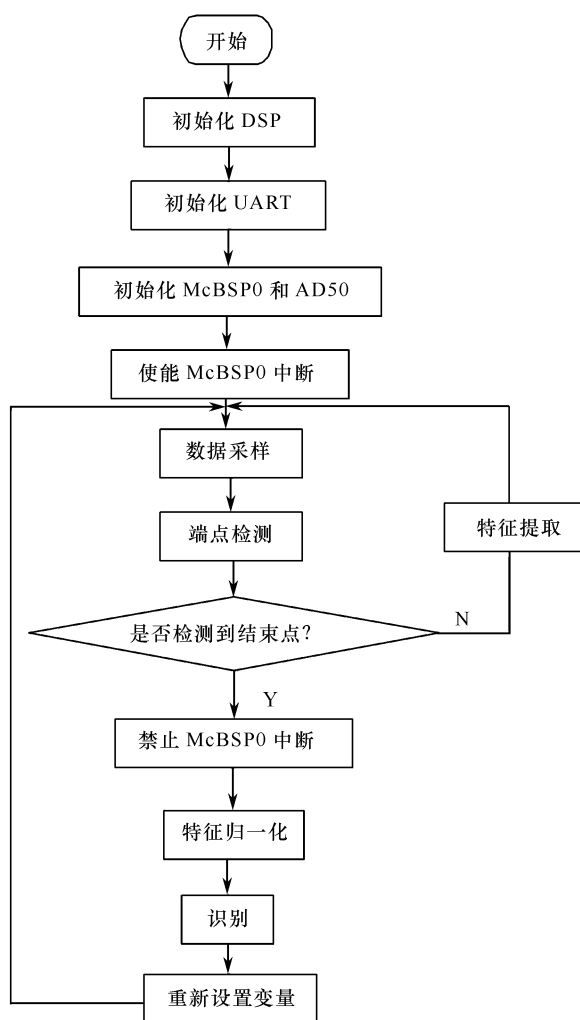 开始
初始化 DSP
初始化 UART
初始化 McBSP0 和 AD50
使能 McBSP0 中断
数据采样
端点检测
特征提取
是否检测到结束点?
N
Y
禁止 McBSP0 中断
特征归一化
识别
重新设置变量